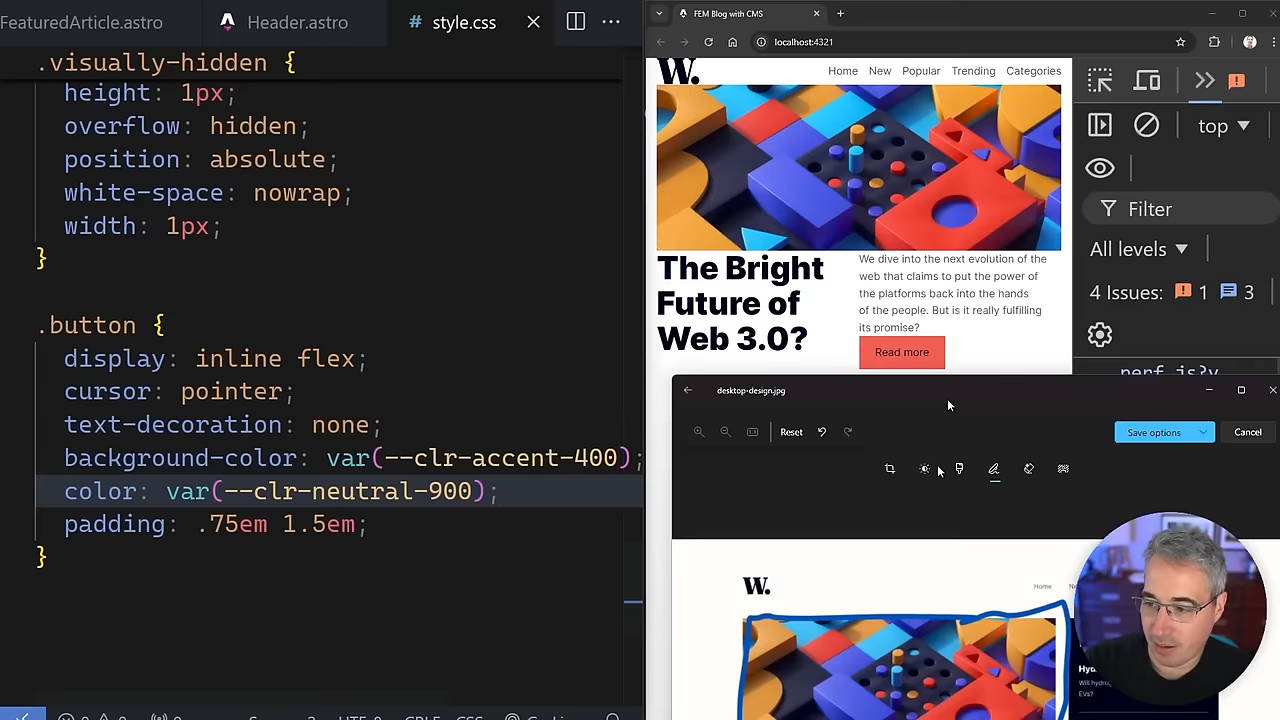 FeaturedArticle.astro
Header.astro
# style.css
.visually-hidden {
height: 1px;
overflow: hidden;
position: absolute;
white-space: nowrap;
width: 1px;
}
.button {
display: inline flex;
cursor: pointer;
text-decoration: none;
background-color: var(--clr-accent-400);
color: var(--clr-neutral-900);
padding: .75em 1.5em;
}
FEM Blog with CMS
localhost:4321
W.
Home New Popular Trending Categories
The Bright
Future of
Web 3.0?
We dive into the next evolution of the
web that claims to put the power of
the platforms back into the hands
of the people. But is it really fulfilling
its promise?
Read more
top
Filter
All levels
4 Issues: 1 3
desktop-design.jpg
Reset
Save options
Cancel
W.
Home